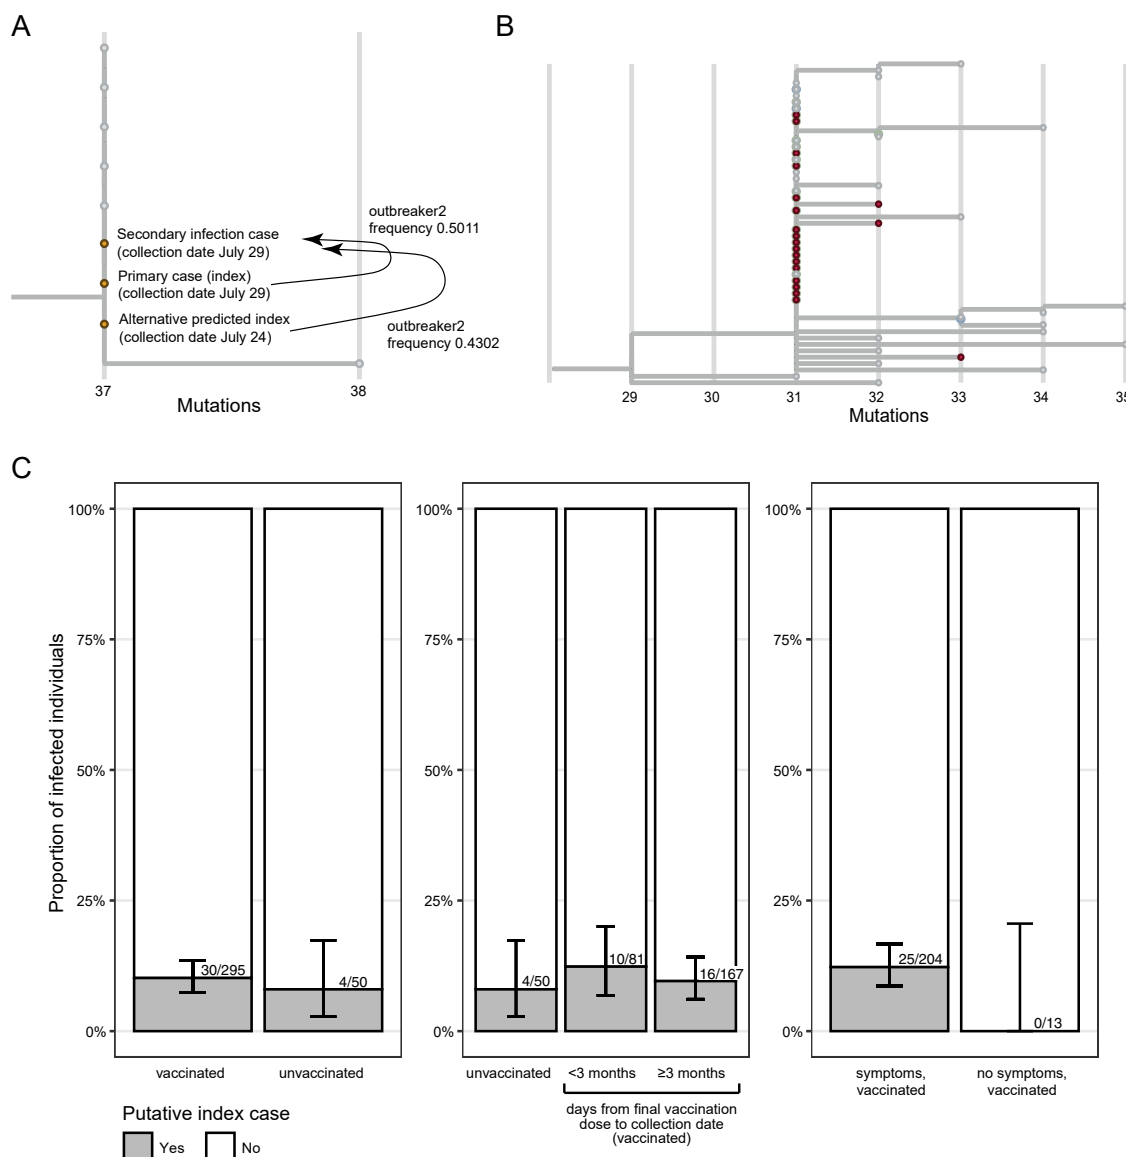 A
outbreaker2
frequency 0.5011
Secondary infection case
(collection date July 29)
Primary case (index)
(collection date July 29)
Alternative predicted index
(collection date July 24)
outbreaker2
frequency 0.4302
37
38
Mutations
B
29
30
31
32
33
34
35
Mutations
C
Proportion of infected individuals
100%
75%
50%
25%
0%
30/295
4/50
vaccinated
unvaccinated
100%
75%
50%
25%
0%
4/50
10/81
16/167
unvaccinated
<3 months
≥3 months
days from final vaccination
dose to collection date
(vaccinated)
100%
75%
50%
25%
0%
25/204
0/13
symptoms,
vaccinated
no symptoms,
vaccinated
Putative index case
Yes
No